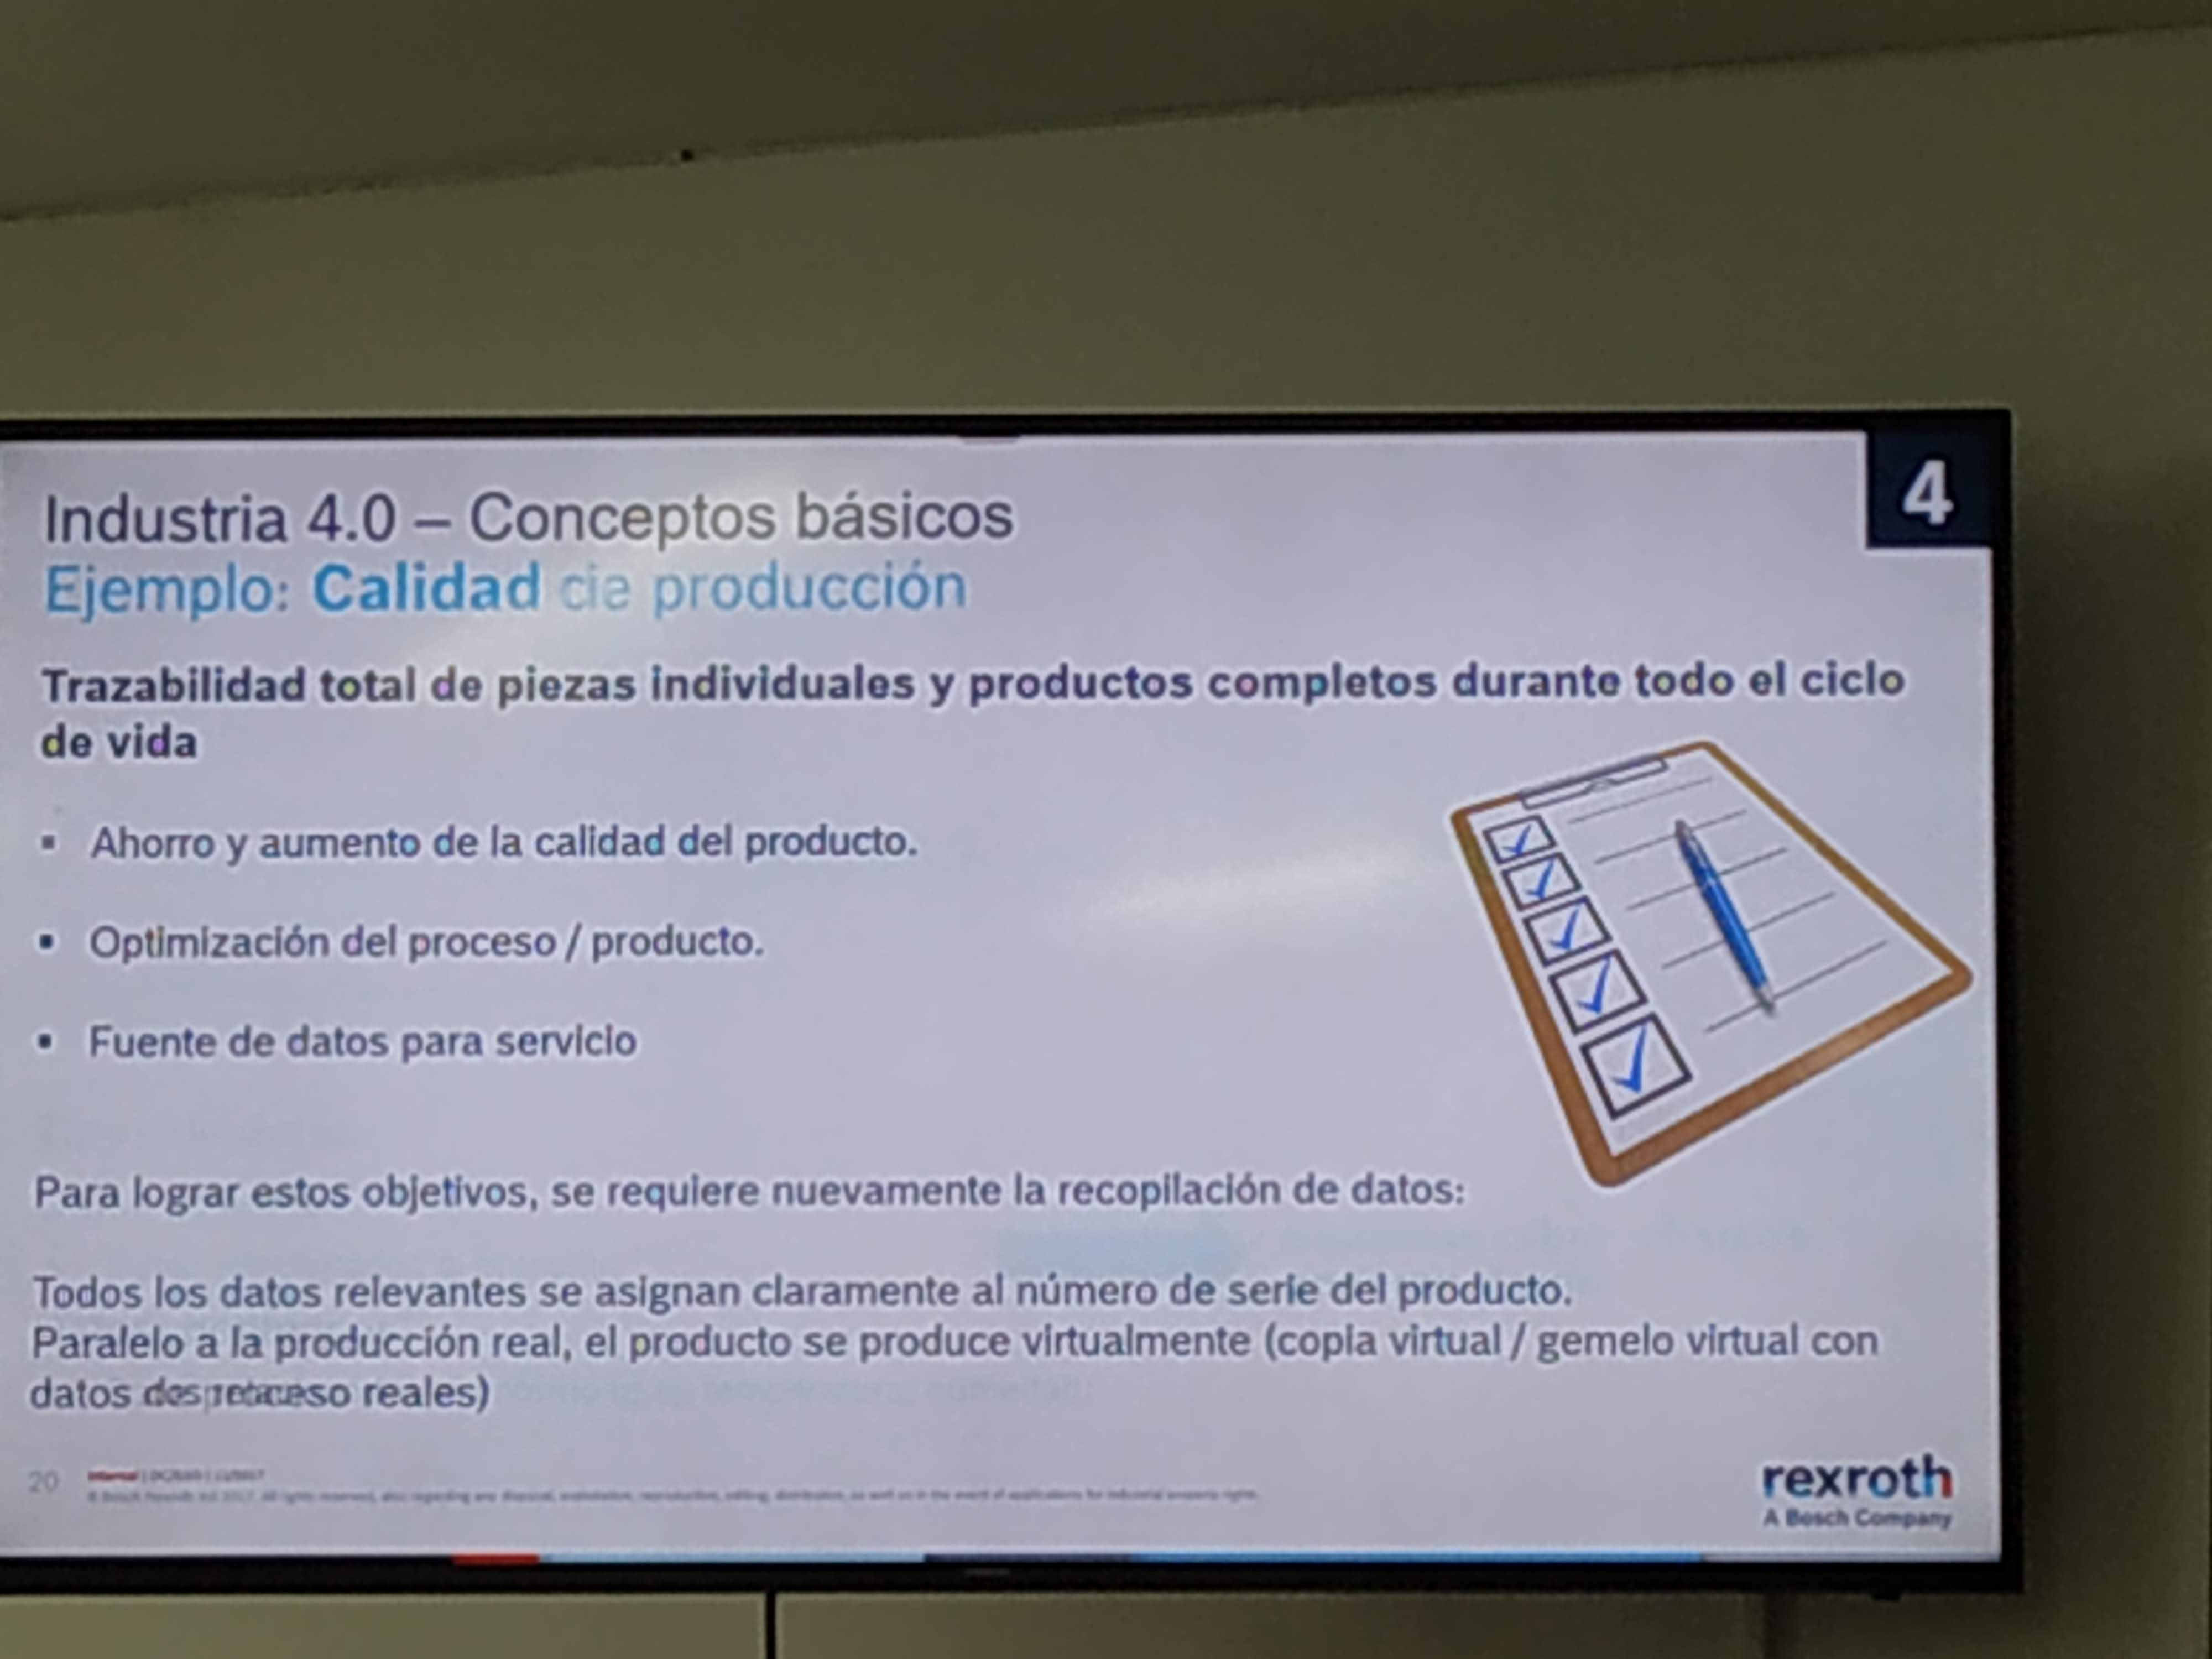 4
Industria 4.0 – Conceptos básicos
Ejemplo: Calidad de producción
Trazabilidad total de piezas individuales y productos completos durante todo el ciclo
de vida
▪ Ahorro y aumento de la calidad del producto.
▪ Optimización del proceso / producto.
▪ Fuente de datos para servicio
Para lograr estos objetivos, se requiere nuevamente la recopilación de datos:
Todos los datos relevantes se asignan claramente al número de serie del producto.
Paralelo a la producción real, el producto se produce virtualmente (copia virtual / gemelo virtual con
datos reales)
20
Internal
rexroth
A Bosch Company